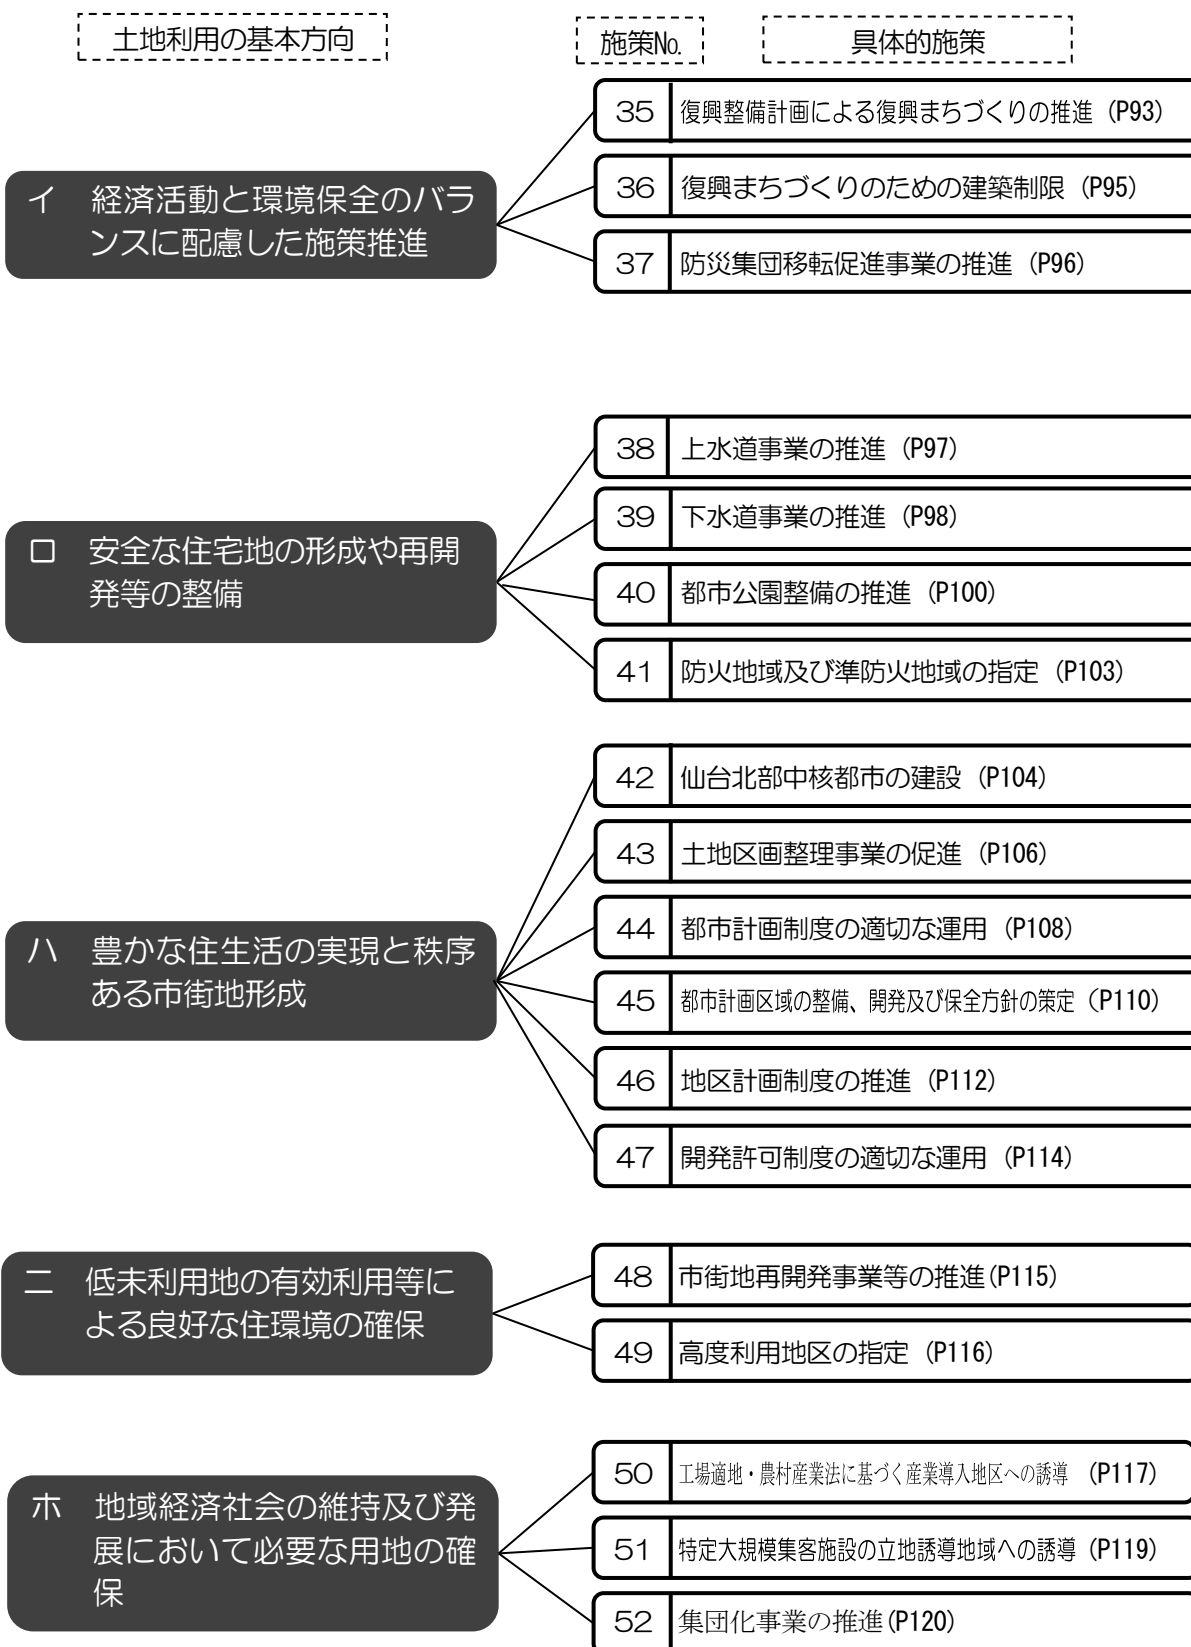 土地利用の基本方向
施策No.
具体的施策
イ 経済活動と環境保全のバラ
ンスに配慮した施策推進
35 復興整備計画による復興まちづくりの推進 (P93)
36 復興まちづくりのための建築制限 (P95)
37 防災集団移転促進事業の推進 (P96)
ロ 安全な住宅地の形成や再開
発等の整備
38 上水道事業の推進 (P97)
39 下水道事業の推進 (P98)
40 都市公園整備の推進 (P100)
41 防火地域及び準防火地域の指定 (P103)
ハ 豊かな住生活の実現と秩序
ある市街地形成
42 仙台北部中核都市の建設 (P104)
43 土地区画整理事業の促進 (P106)
44 都市計画制度の適切な運用 (P108)
45 都市計画区域の整備、開発及び保全方針の策定 (P110)
46 地区計画制度の推進 (P112)
47 開発許可制度の適切な運用 (P114)
ニ 低未利用地の有効利用等に
よる良好な住環境の確保
48 市街地再開発事業等の推進(P115)
49 高度利用地区の指定 (P116)
ホ 地域経済社会の維持及び発
展において必要な用地の確
保
50 工場適地・農村産業法に基づく産業導入地区への誘導 (P117)
51 特定大規模集客施設の立地誘導地域への誘導 (P119)
52 集団化事業の推進(P120)